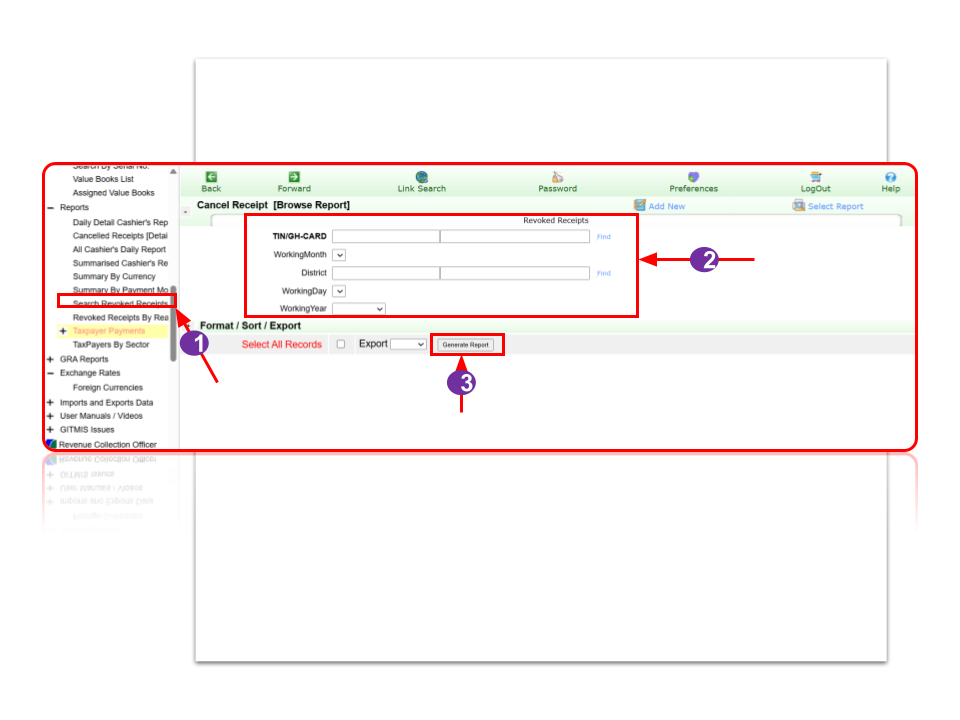 Search By Serial No.
Value Books List
Assigned Value Books
Reports
Daily Detail Cashier's Rep
Cancelled Receipts [Detai
All Cashier's Daily Report
Summarised Cashier's Re
Summary By Currency
Summary By Payment Mo
Search Revoked Receipts
Revoked Receipts By Rea
Taxpayer Payments
TaxPayers By Sector
GRA Reports
Exchange Rates
Foreign Currencies
Imports and Exports Data
User Manuals / Videos
GITMIS Issues
Revenue Collection Officer
Back Forward Link Search Password Preferences LogOut Help
Cancel Receipt [Browse Report] Add New Select Report
Revoked Receipts
TIN/GH-CARD Find
WorkingMonth
District Find
WorkingDay
WorkingYear
Format / Sort / Export
Select All Records Export Generate Report
1
2
3